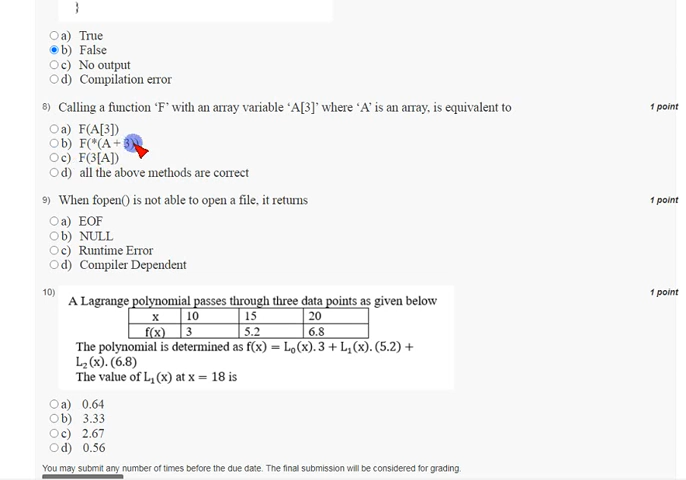 }
a) True
b) False
c) No output
d) Compilation error
8) Calling a function 'F' with an array variable 'A[3]' where 'A' is an array, is equivalent to
1 point
a) F(A[3])
b) F(*(A + 3))
c) F(3[A])
d) all the above methods are correct
9) When fopen() is not able to open a file, it returns
1 point
a) EOF
b) NULL
c) Runtime Error
d) Compiler Dependent
10)
1 point
A Lagrange polynomial passes through three data points as given below
x 10 15 20
f(x) 3 5.2 6.8
The polynomial is determined as f(x) = L₀(x). 3 + L₁(x). (5.2) +
L₂(x). (6.8)
The value of L₁(x) at x = 18 is
a) 0.64
b) 3.33
c) 2.67
d) 0.56
You may submit any number of times before the due date. The final submission will be considered for grading.